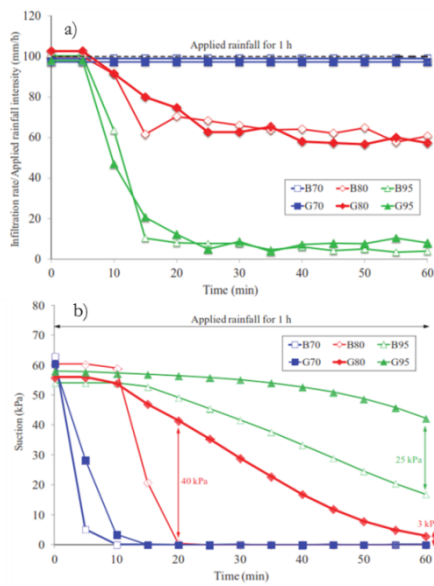 a)
Applied rainfall for 1 h
Infiltration rate/Applied rainfall intensity (mm/h)
120
100
80
60
40
20
0
B70 B80 B95
G70 G80 G95
0 10 20 30 40 50 60
Time (min)
b)
Applied rainfall for 1 h
Suction (kPa)
80
70
60
50
40
30
20
10
0
B70 B80 B95
G70 G80 G95
40 kPa
25 kPa
0 10 20 30 40 50 60
Time (min)